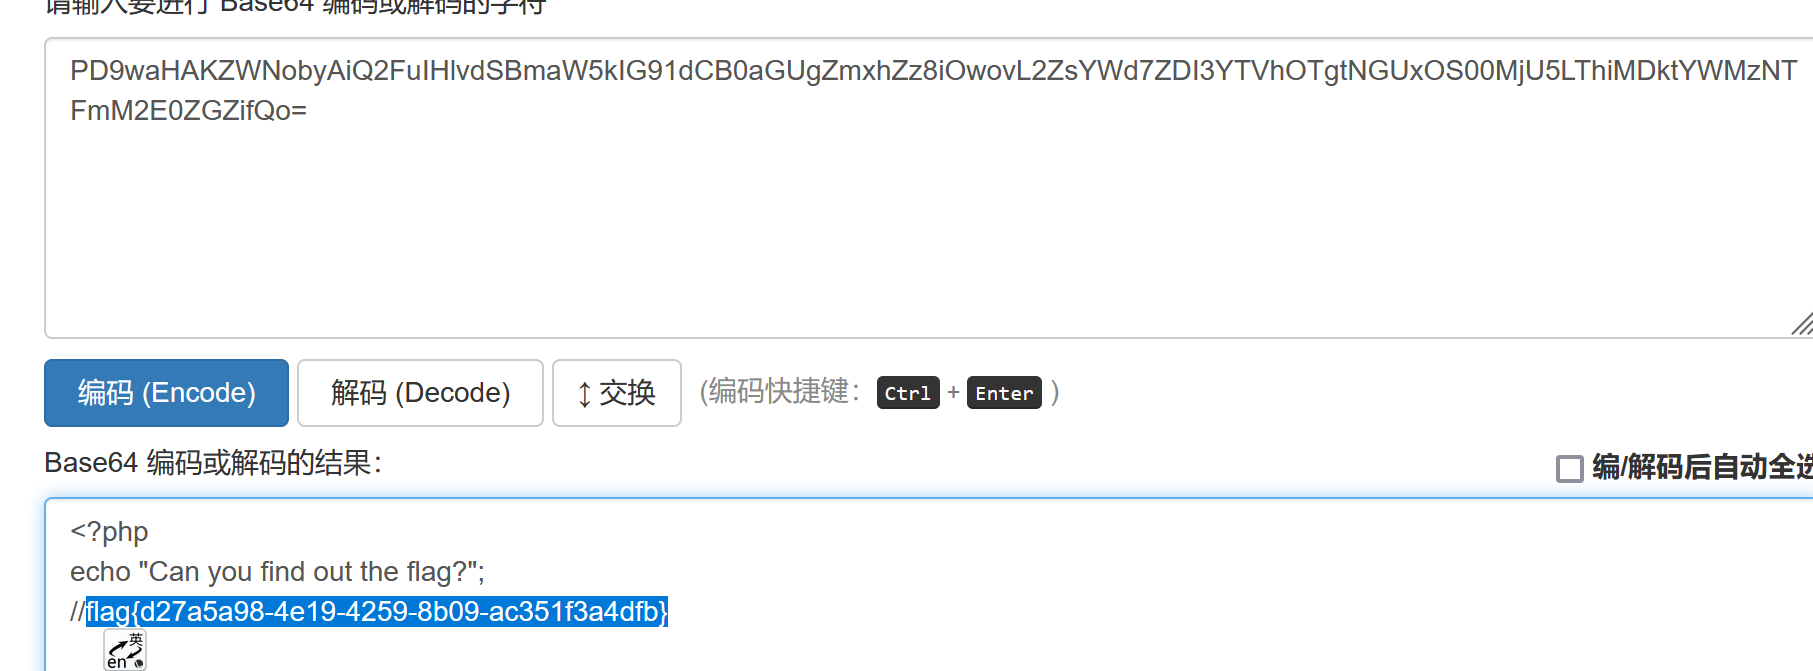 请输入要进行 Base64 编码或解码的字符
PD9waHAKZWNobyAiQ2FuIHlvdSBmaW5kIG91dCB0aGUgZmxhZz8iOwovL2ZsYWd7ZDI3YTVhOTgtNGUxOS00MjU5LThiMDktYWMzNT
FmM2E0ZGZifQo=
编码 (Encode) 解码 (Decode) ↕ 交换 (编码快捷键： Ctrl + Enter )
Base64 编码或解码的结果： 编/解码后自动全选
<?php
echo "Can you find out the flag?";
//flag{d27a5a98-4e19-4259-8b09-ac351f3a4dfb}
英
en